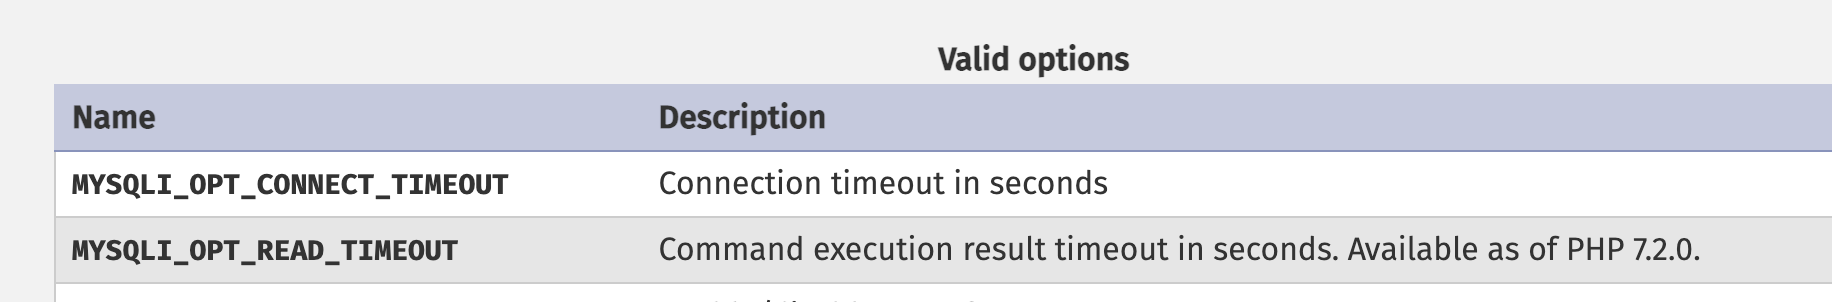 Valid options
Name Description
MYSQLI_OPT_CONNECT_TIMEOUT Connection timeout in seconds
MYSQLI_OPT_READ_TIMEOUT Command execution result timeout in seconds. Available as of PHP 7.2.0.